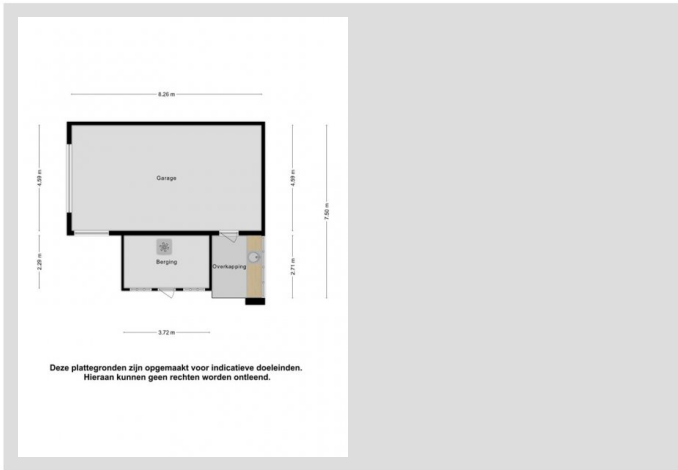 8.26 m
4.59 m
4.59 m
7.50 m
Garage
2.29 m
Berging
Overkapping
2.71 m
3.72 m
Deze plattegronden zijn opgemaakt voor indicatieve doeleinden.
Hieraan kunnen geen rechten worden ontleend.